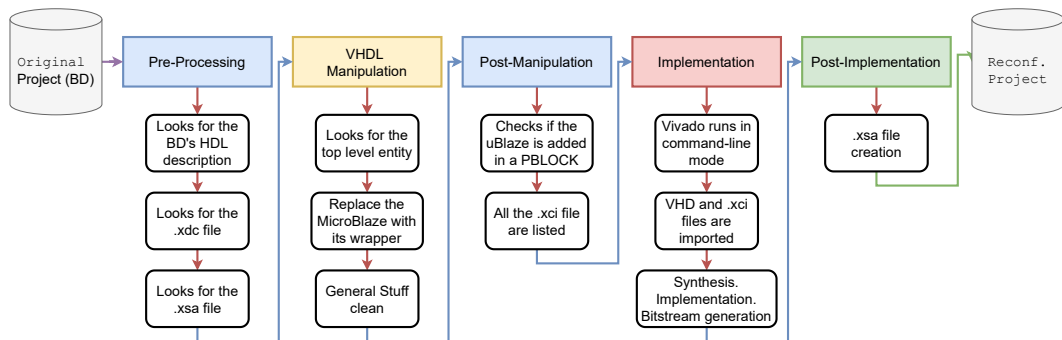 Original
Project (BD)
Pre-Processing
Looks for the
BD's HDL
description
Looks for the
.xdc file
Looks for the
.xsa file
VHDL
Manipulation
Looks for the
top level entity
Replace the
MicroBlaze with
its wrapper
General Stuff
clean
Post-Manipulation
Checks if the
uBlaze is added
in a PBLOCK
All the .xci file
are listed
Implementation
Vivado runs in
command-line
mode
VHD and .xci
files are
imported
Synthesis.
Implementation.
Bitstream generation
Post-Implementation
.xsa file
creation
Reconf.
Project